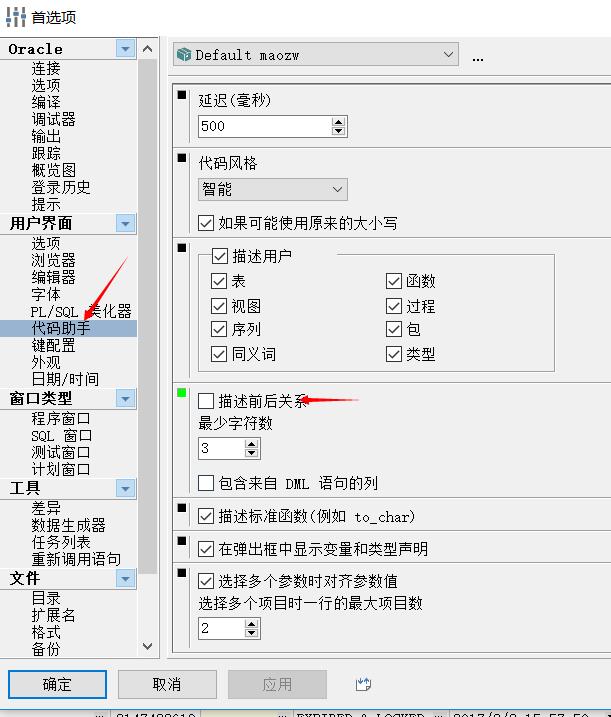 首选项
Oracle
连接
选项
编译
调试器
输出
跟踪
概览图
登录历史
提示
用户界面
选项
浏览器
编辑器
字体
PL/SQL 美化器
代码助手
键配置
外观
日期/时间
窗口类型
程序窗口
SQL 窗口
测试窗口
计划窗口
工具
差异
数据生成器
任务列表
重新调用语句
文件
目录
扩展名
格式
备份
Default maozw
...
延迟(毫秒)
500
代码风格
智能
如果可能使用原来的大小写
描述用户
表
函数
视图
过程
序列
包
同义词
类型
描述前后关系
最少字符数
3
包含来自 DML 语句的列
描述标准函数(例如 to_char)
在弹出框中显示变量和类型声明
选择多个参数时对齐参数值
选择多个项目时一行的最大项目数
2
确定
取消
应用